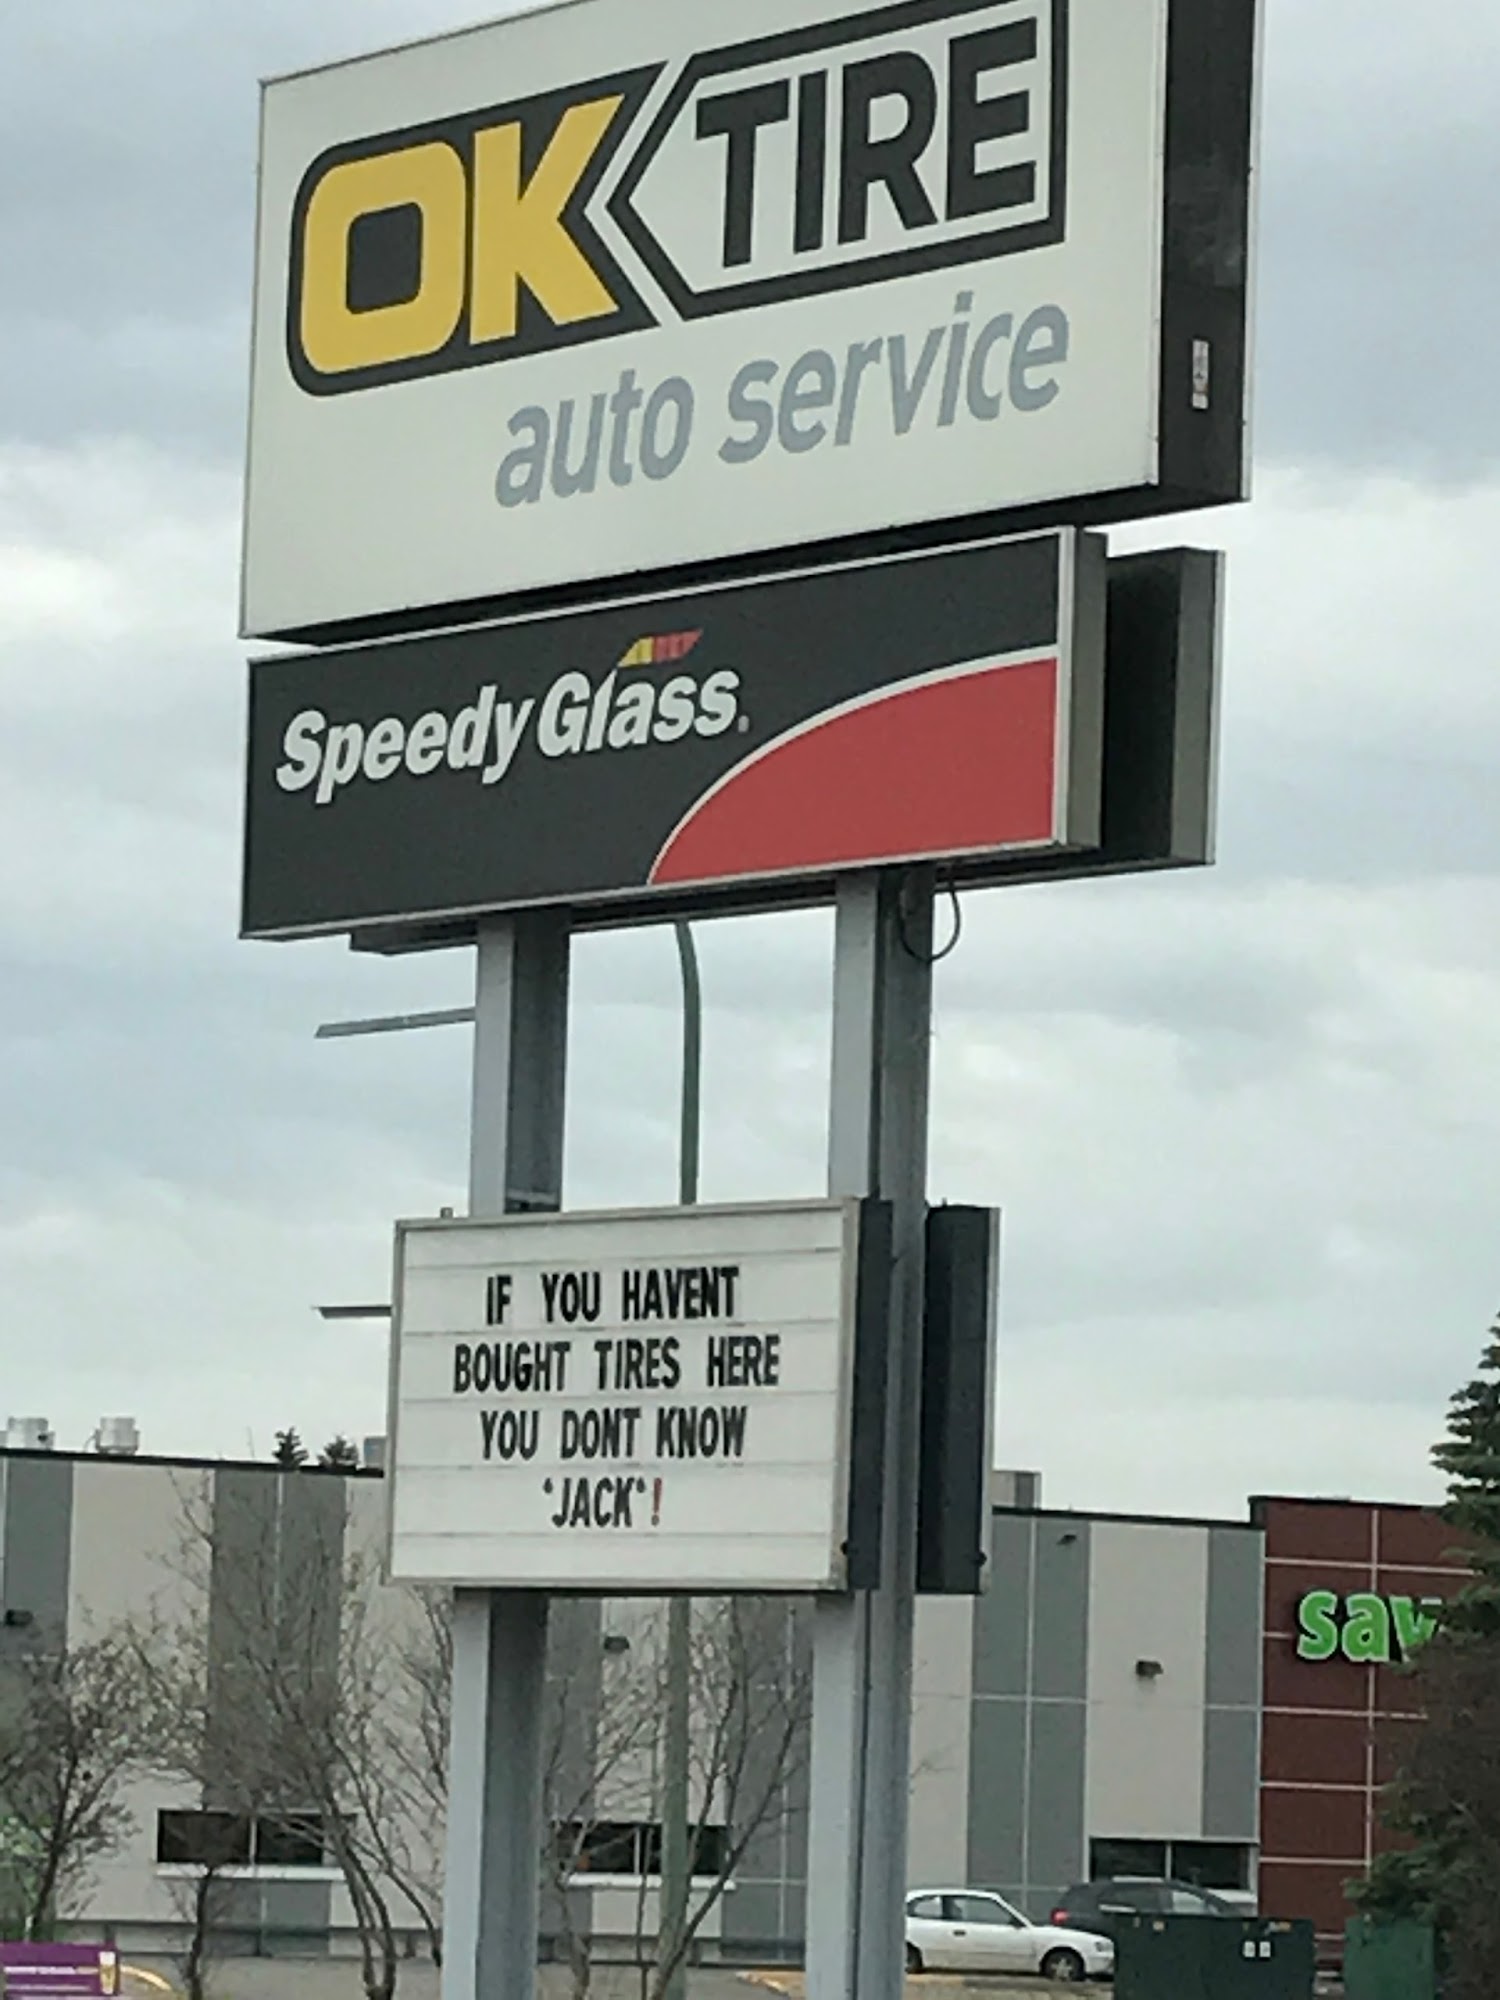 OK TIRE
auto service
Speedy Glass
IF YOU HAVENT
BOUGHT TIRES HERE
YOU DONT KNOW
"JACK"!